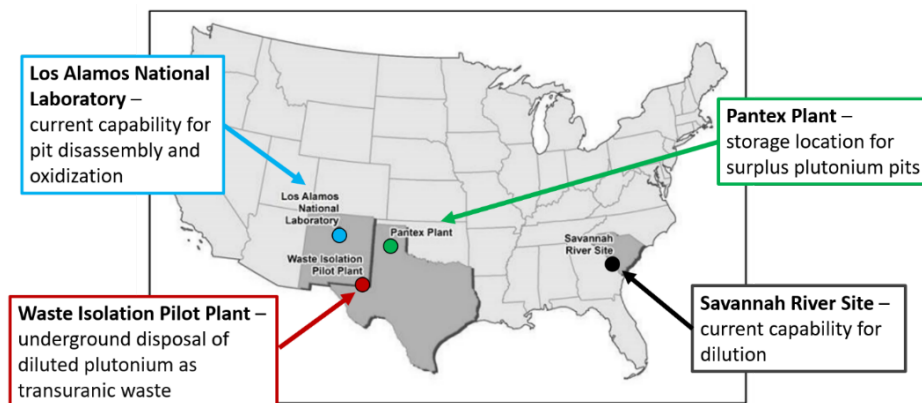 Los Alamos National
Laboratory –
current capability for
pit disassembly and
oxidization
Pantex Plant –
storage location for
surplus plutonium pits
Los Alamos
National
Laboratory
Pantex Plant
Waste Isolation
Pilot Plant
Savannah
River Site
Waste Isolation Pilot Plant –
underground disposal of
diluted plutonium as
transuranic waste
Savannah River Site –
current capability for
dilution